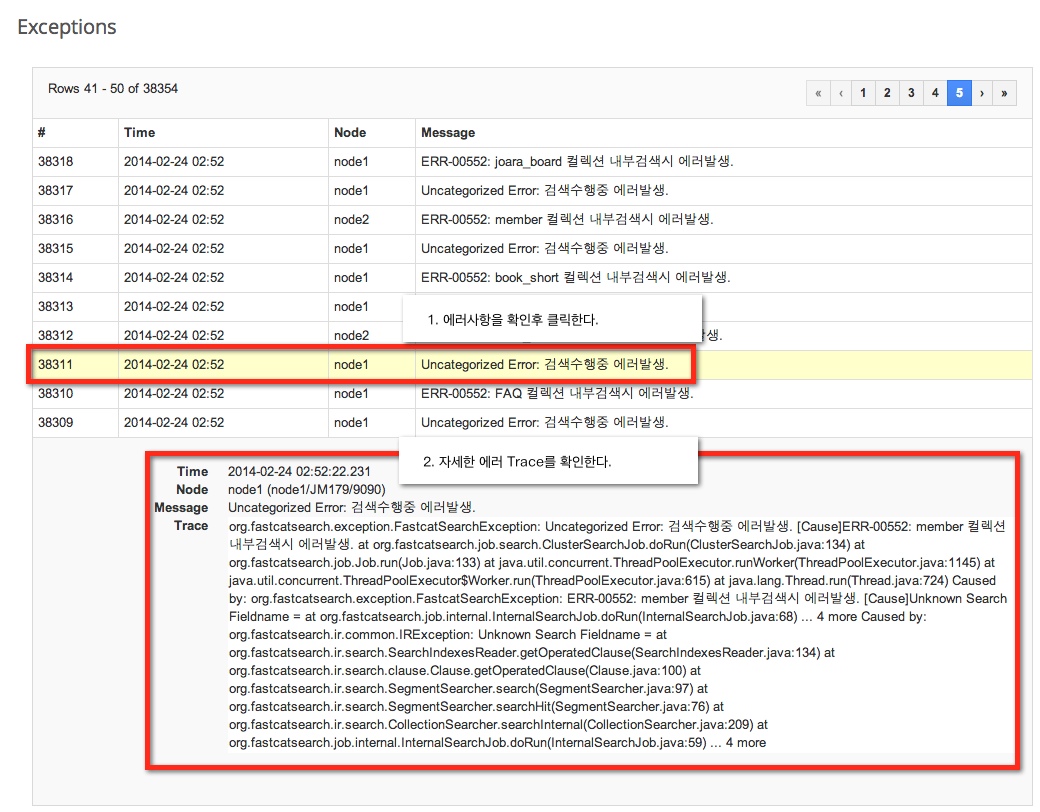 Exceptions
Rows 41 - 50 of 38354
« ‹ 1 2 3 4 5 › »
# Time Node Message
38318 2014-02-24 02:52 node1 ERR-00552: joara_board 컬렉션 내부검색시 에러발생.
38317 2014-02-24 02:52 node1 Uncategorized Error: 검색수행중 에러발생.
38316 2014-02-24 02:52 node2 ERR-00552: member 컬렉션 내부검색시 에러발생.
38315 2014-02-24 02:52 node1 Uncategorized Error: 검색수행중 에러발생.
38314 2014-02-24 02:52 node1 ERR-00552: book_short 컬렉션 내부검색시 에러발생.
38313 2014-02-24 02:52 node1
1. 에러사항을 확인후 클릭한다.
38312 2014-02-24 02:52 node2 생.
38311 2014-02-24 02:52 node1 Uncategorized Error: 검색수행중 에러발생.
38310 2014-02-24 02:52 node1 ERR-00552: FAQ 컬렉션 내부검색시 에러발생.
38309 2014-02-24 02:52 node1 Uncategorized Error: 검색수행중 에러발생.
2. 자세한 에러 Trace를 확인한다.
Time 2014-02-24 02:52:22.231
Node node1 (node1/JM179/9090)
Message Uncategorized Error: 검색수행중 에러발생.
Trace org.fastcatsearch.exception.FastcatSearchException: Uncategorized Error: 검색수행중 에러발생. [Cause]ERR-00552: member 컬렉션
내부검색시 에러발생. at org.fastcatsearch.job.search.ClusterSearchJob.doRun(ClusterSearchJob.java:134) at
org.fastcatsearch.job.Job.run(Job.java:133) at java.util.concurrent.ThreadPoolExecutor.runWorker(ThreadPoolExecutor.java:1145) at
java.util.concurrent.ThreadPoolExecutor$Worker.run(ThreadPoolExecutor.java:615) at java.lang.Thread.run(Thread.java:724) Caused
by: org.fastcatsearch.exception.FastcatSearchException: ERR-00552: member 컬렉션 내부검색시 에러발생. [Cause]Unknown Search
Fieldname = at org.fastcatsearch.job.internal.InternalSearchJob.doRun(InternalSearchJob.java:68) ... 4 more Caused by:
org.fastcatsearch.ir.common.IRException: Unknown Search Fieldname = at
org.fastcatsearch.ir.search.SearchIndexesReader.getOperatedClause(SearchIndexesReader.java:134) at
org.fastcatsearch.ir.search.clause.Clause.getOperatedClause(Clause.java:100) at
org.fastcatsearch.ir.search.SegmentSearcher.search(SegmentSearcher.java:97) at
org.fastcatsearch.ir.search.SegmentSearcher.searchHit(SegmentSearcher.java:76) at
org.fastcatsearch.ir.search.CollectionSearcher.searchInternal(CollectionSearcher.java:209) at
org.fastcatsearch.job.internal.InternalSearchJob.doRun(InternalSearchJob.java:59) ... 4 more